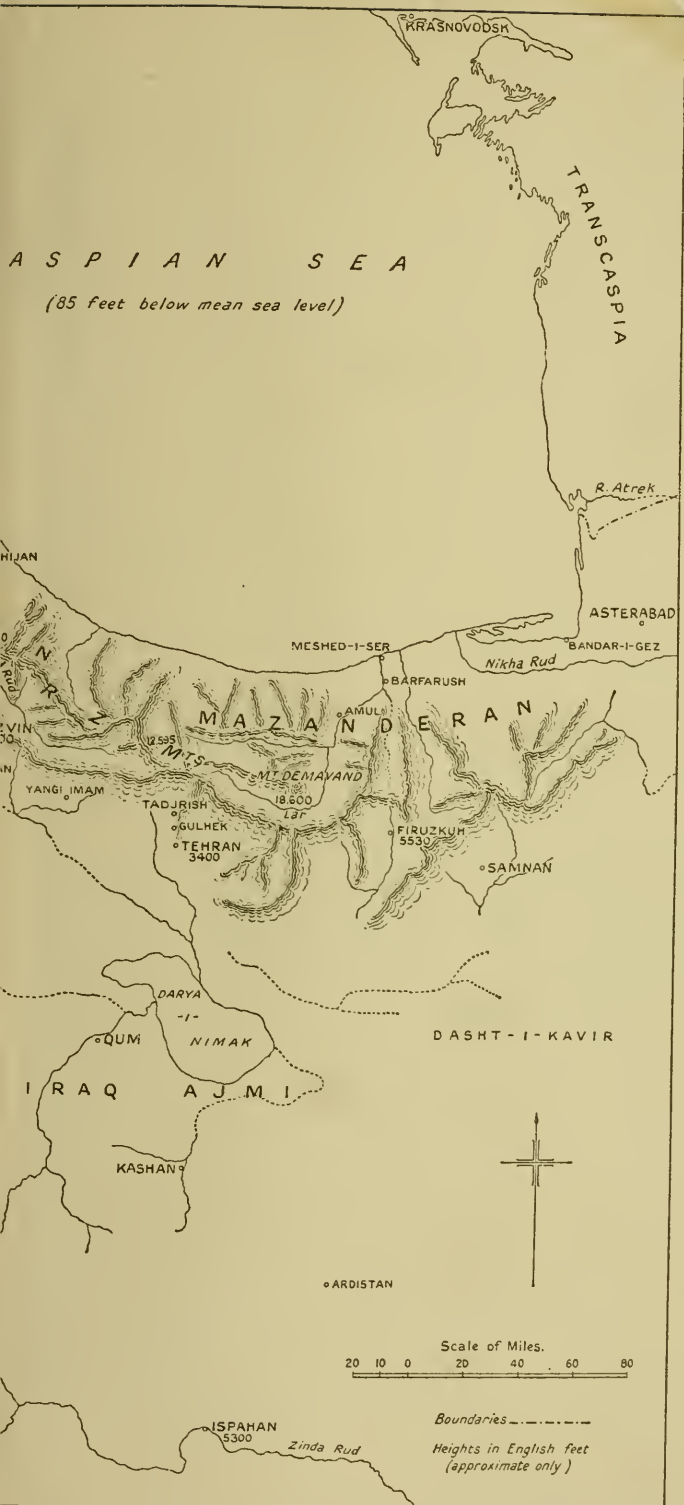 KRASNOVODSK
TRANSCASPIA
ASPIAN SEA
(85 feet below mean sea level)
R. Atrek
HIJAN
ASTERABAD
MESHED-I-SER
BANDAR-I-GEZ
Nikha Rud
Rud
BARFARUSH
AMUL
MAZANDERAN
12.595
MTS
MT DEMAVAND
18.600
Lar
YANGI IMAM
TADJRISH
GULHEK
TEHRAN
3400
FIRUZKUH
5530
SAMNAN
DARYA
-I-
NIMAK
DASHT-I-KAVIR
QUM
IRAQ AJMI
KASHAN
ARDISTAN
Scale of Miles.
20 10 0 20 40 60 80
Boundaries
ISPAHAN
5300
Zinda Rud
Heights in English feet
(approximate only)